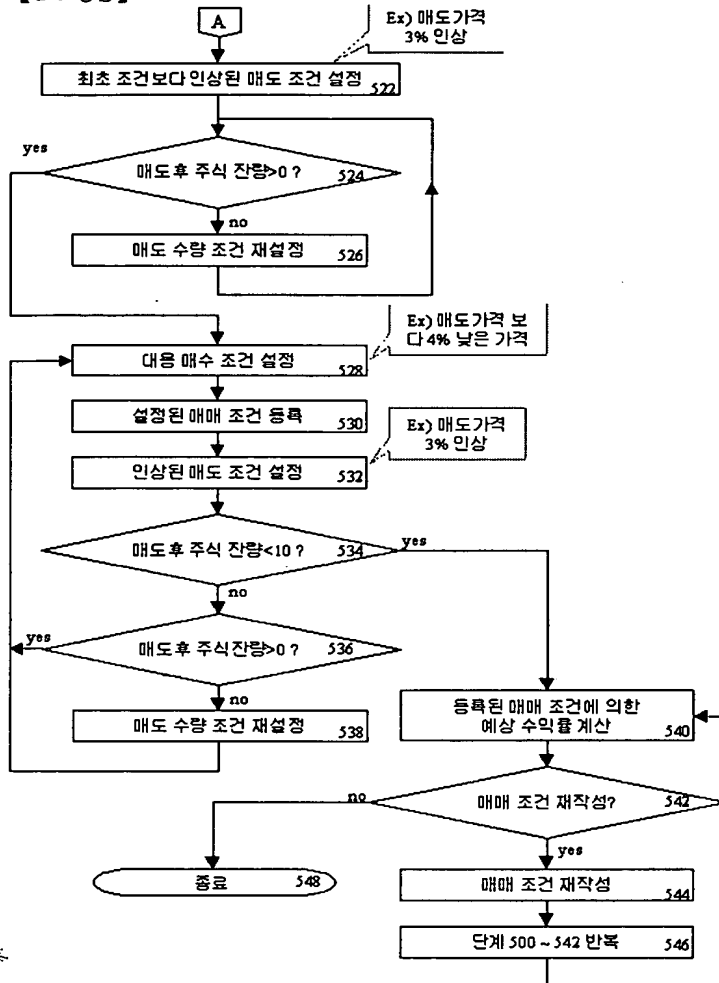 A
Ex) 매도가격
3% 인상
최초 조건보다 인상된 매도 조건 설정 522
yes
매도후 주식 잔량>0 ? 524
no
매도 수량 조건 재설정 526
Ex) 매도가격 보
다 4% 낮은 가격
대응 매수 조건 설정 528
설정된 매매 조건 등록 530
Ex) 매도가격
3% 인상
인상된 매도 조건 설정 532
매도후 주식 잔량<10 ? 534
yes
no
yes
매도후 주식잔량>0 ? 536
no
매도 수량 조건 재설정 538
등록된 매매 조건에 의한
예상 수익률 계산 540
no
매매 조건 재작성? 542
yes
종료 548
매매 조건 재작성 544
단계 500 ~ 542 반복 546